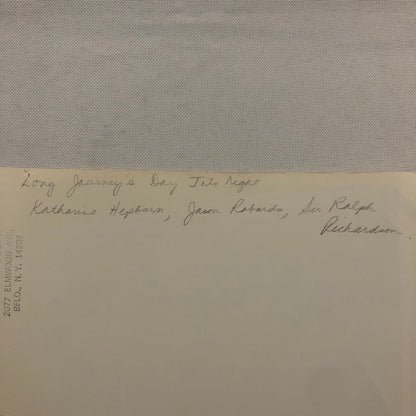 Long Journey's Day Into Night
Katharine Hepburn, Jason Robards, Sir Ralph
Richardson.
2077 ELMWOOD AVE.
BFLO., N. Y. 14207